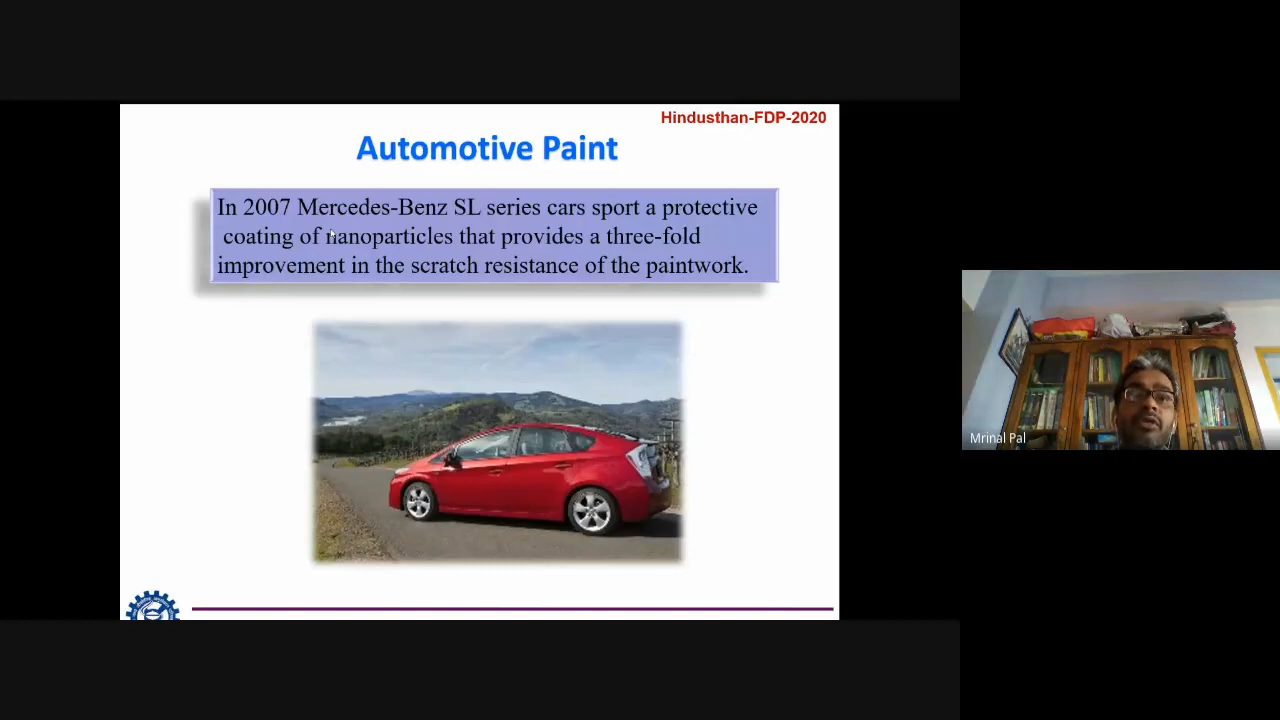 Hindusthan-FDP-2020
Automotive Paint
In 2007 Mercedes-Benz SL series cars sport a protective
coating of nanoparticles that provides a three-fold
improvement in the scratch resistance of the paintwork.
Mrinal Pal